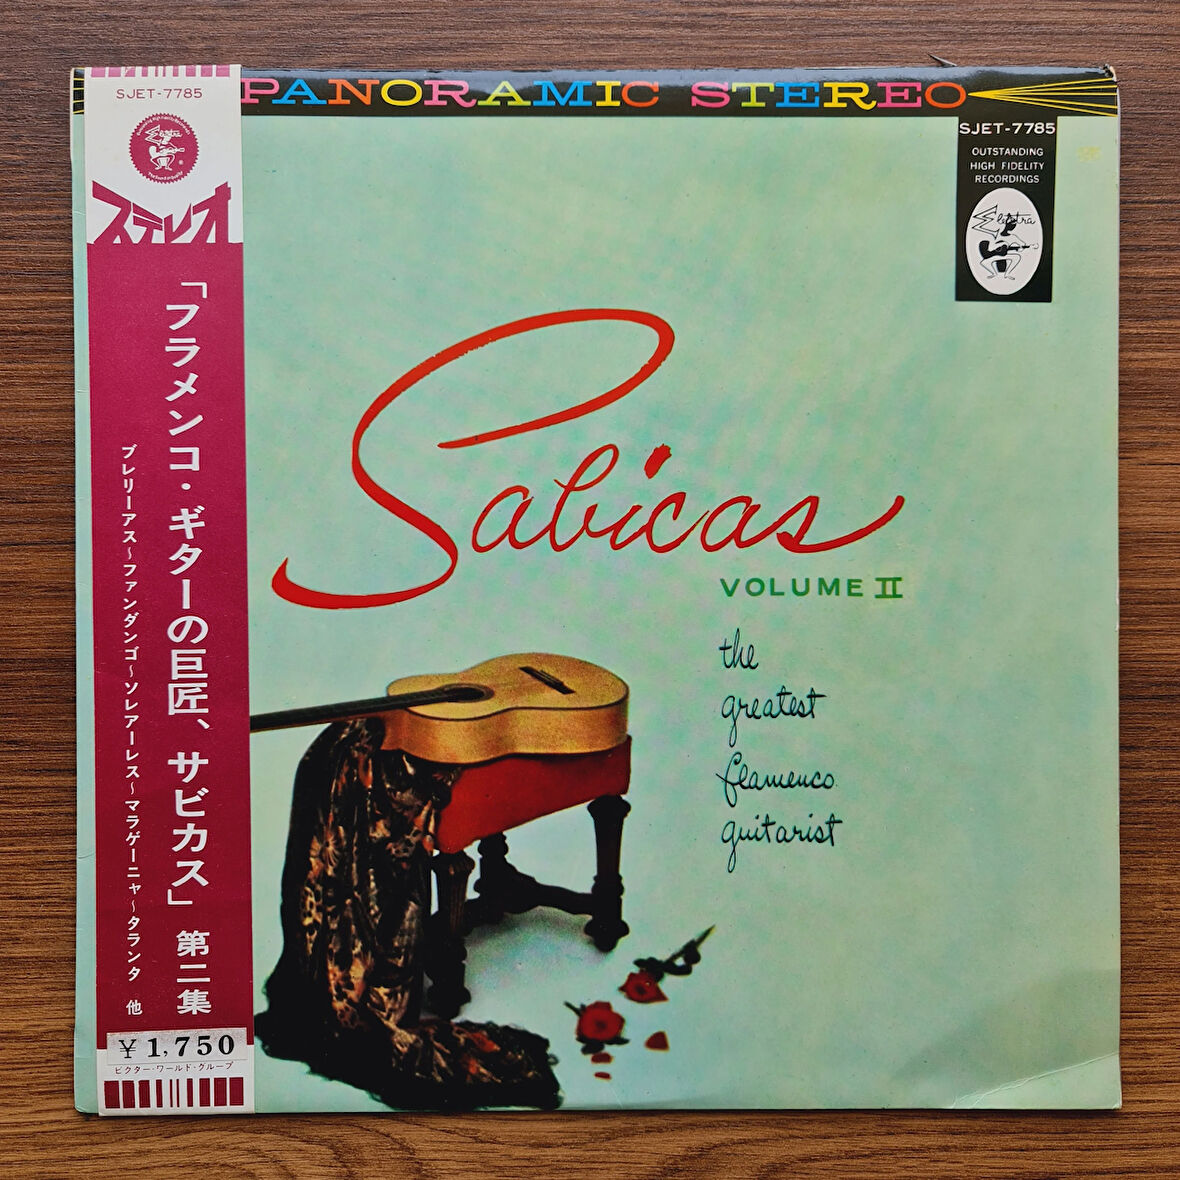 SJET-7785
Elektra
ステレオ
「フラメンコ・ギターの巨匠、サビカス」 第二集
ブレリーアス~ファンダンゴ~ソレアーレス~マラゲーニャ~タランタ 他
¥1,750
ビクター・ワールド・グループ
PANORAMIC STEREO
SJET-7785
OUTSTANDING
HIGH FIDELITY
RECORDINGS
Elektra
Sabicas
VOLUME II
the
greatest
flamenco
guitarist